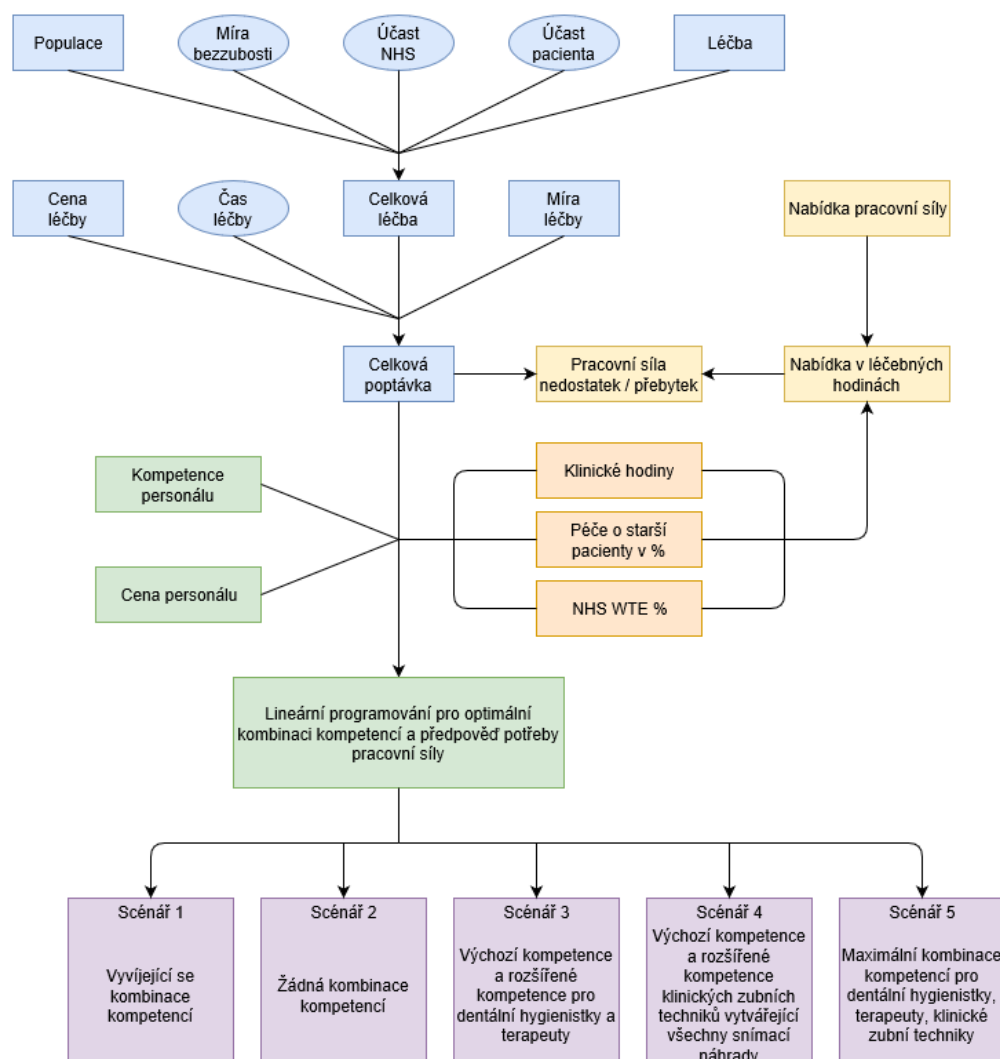 Populace
Míra
bezzubosti
Účast
NHS
Účast
pacienta
Léčba
Cena
léčby
Čas
léčby
Celková
léčba
Míra
léčby
Nabídka pracovní síly
Celková
poptávka
Pracovní síla
nedostatek / přebytek
Nabídka v léčebných
hodinách
Kompetence
personálu
Klinické hodiny
Péče o starší
pacienty v %
Cena personálu
NHS WTE %
Lineární programování pro optimální
kombinaci kompetencí a předpověď potřeby
pracovní síly
Scénář 1
Vyvíjející se
kombinace
kompetencí
Scénář 2
Žádná kombinace
kompetencí
Scénář 3
Výchozí kompetence
a rozšířené
kompetence pro
dentální hygienistky a
terapeuty
Scénář 4
Výchozí kompetence
a rozšířené
kompetence
klinických zubních
techniků vytvářející
všechny snímací
náhrady
Scénář 5
Maximální kombinace
kompetencí pro
dentální hygienistky,
terapeuty, klinické
zubní techniky